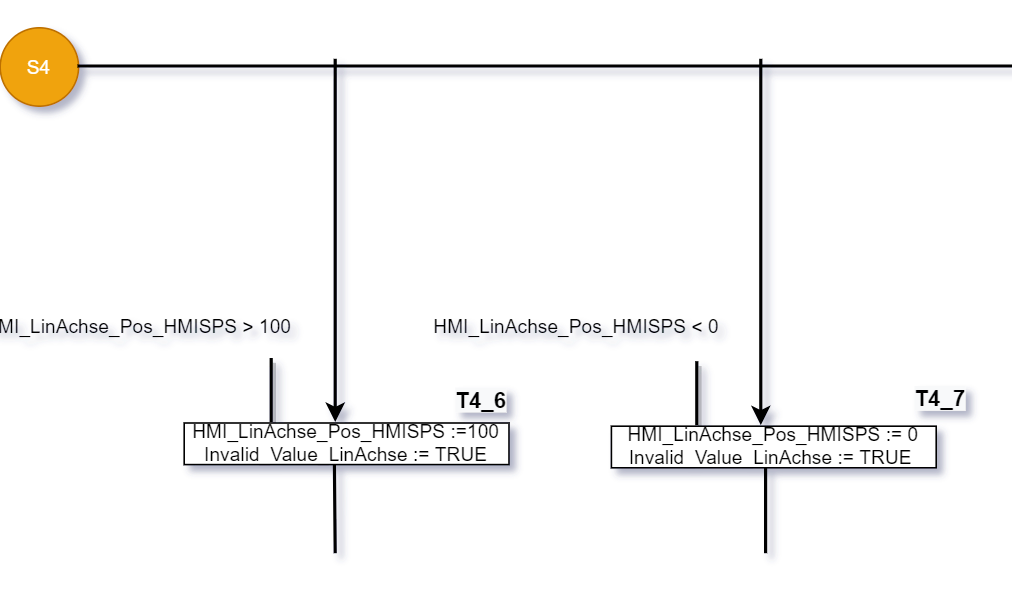 S4
MI_LinAchse_Pos_HMISPS > 100
HMI_LinAchse_Pos_HMISPS < 0
T4_6
T4_7
HMI_LinAchse_Pos_HMISPS :=100
Invalid_Value_LinAchse := TRUE
HMI_LinAchse_Pos_HMISPS := 0
Invalid_Value_LinAchse := TRUE